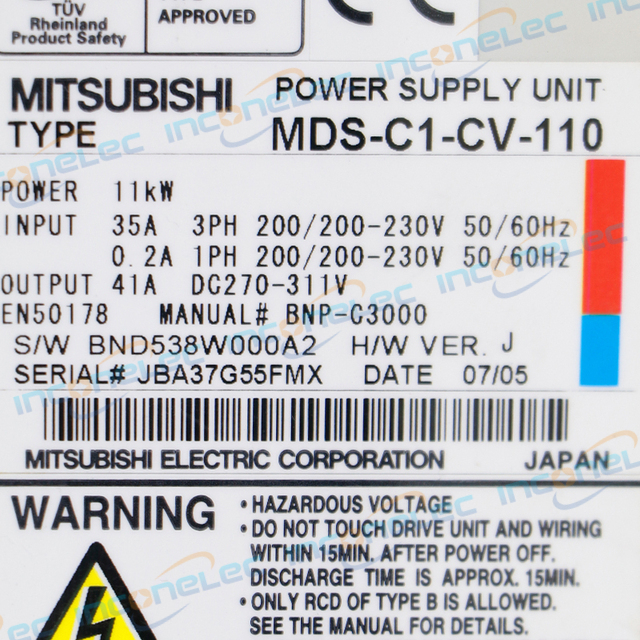 TÜV
Rheinland
Product Safety
APPROVED
CE
MITSUBISHI POWER SUPPLY UNIT
TYPE MDS-C1-CV-110
POWER 11kW
INPUT 35A 3PH 200/200-230V 50/60Hz
0.2A 1PH 200/200-230V 50/60Hz
OUTPUT 41A DC270-311V
EN50178 MANUAL# BNP-C3000
S/W BND538W000A2 H/W VER. J
SERIAL# JBA37G55FMX DATE 07/05
MITSUBISHI ELECTRIC CORPORATION JAPAN
WARNING
• HAZARDOUS VOLTAGE
• DO NOT TOUCH DRIVE UNIT AND WIRING
WITHIN 15MIN. AFTER POWER OFF.
DISCHARGE TIME IS APPROX. 15MIN.
• ONLY RCD OF TYPE B IS ALLOWED.
SEE THE MANUAL FOR DETAILS.
inconelec